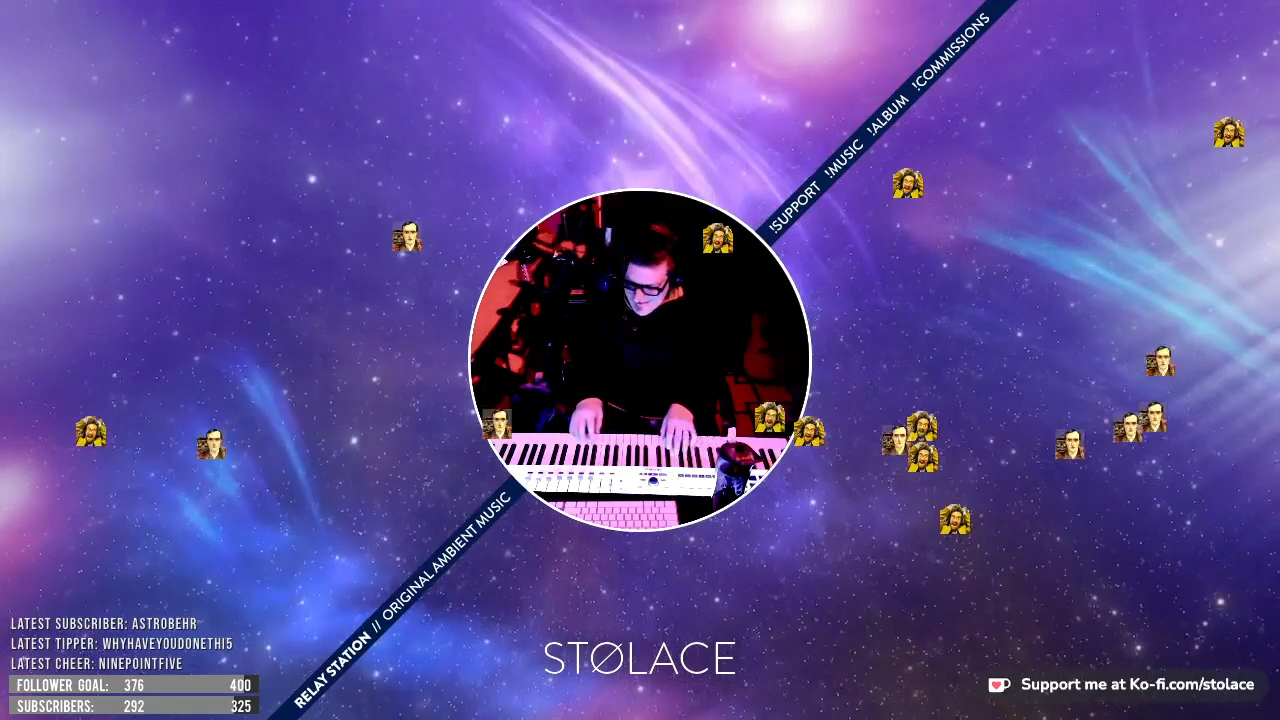 !SUPPORT !MUSIC !ALBUM !COMMISSIONS
RELAY STATION // ORIGINAL AMBIENT MUSIC
LATEST SUBSCRIBER: ASTROBEHR
LATEST TIPPER: WHYHAVEYOUDONETHI5
LATEST CHEER: NINEPOINTFIVE
FOLLOWER GOAL: 376 400
SUBSCRIBERS: 292 325
STØLACE
Support me at Ko-fi.com/stolace